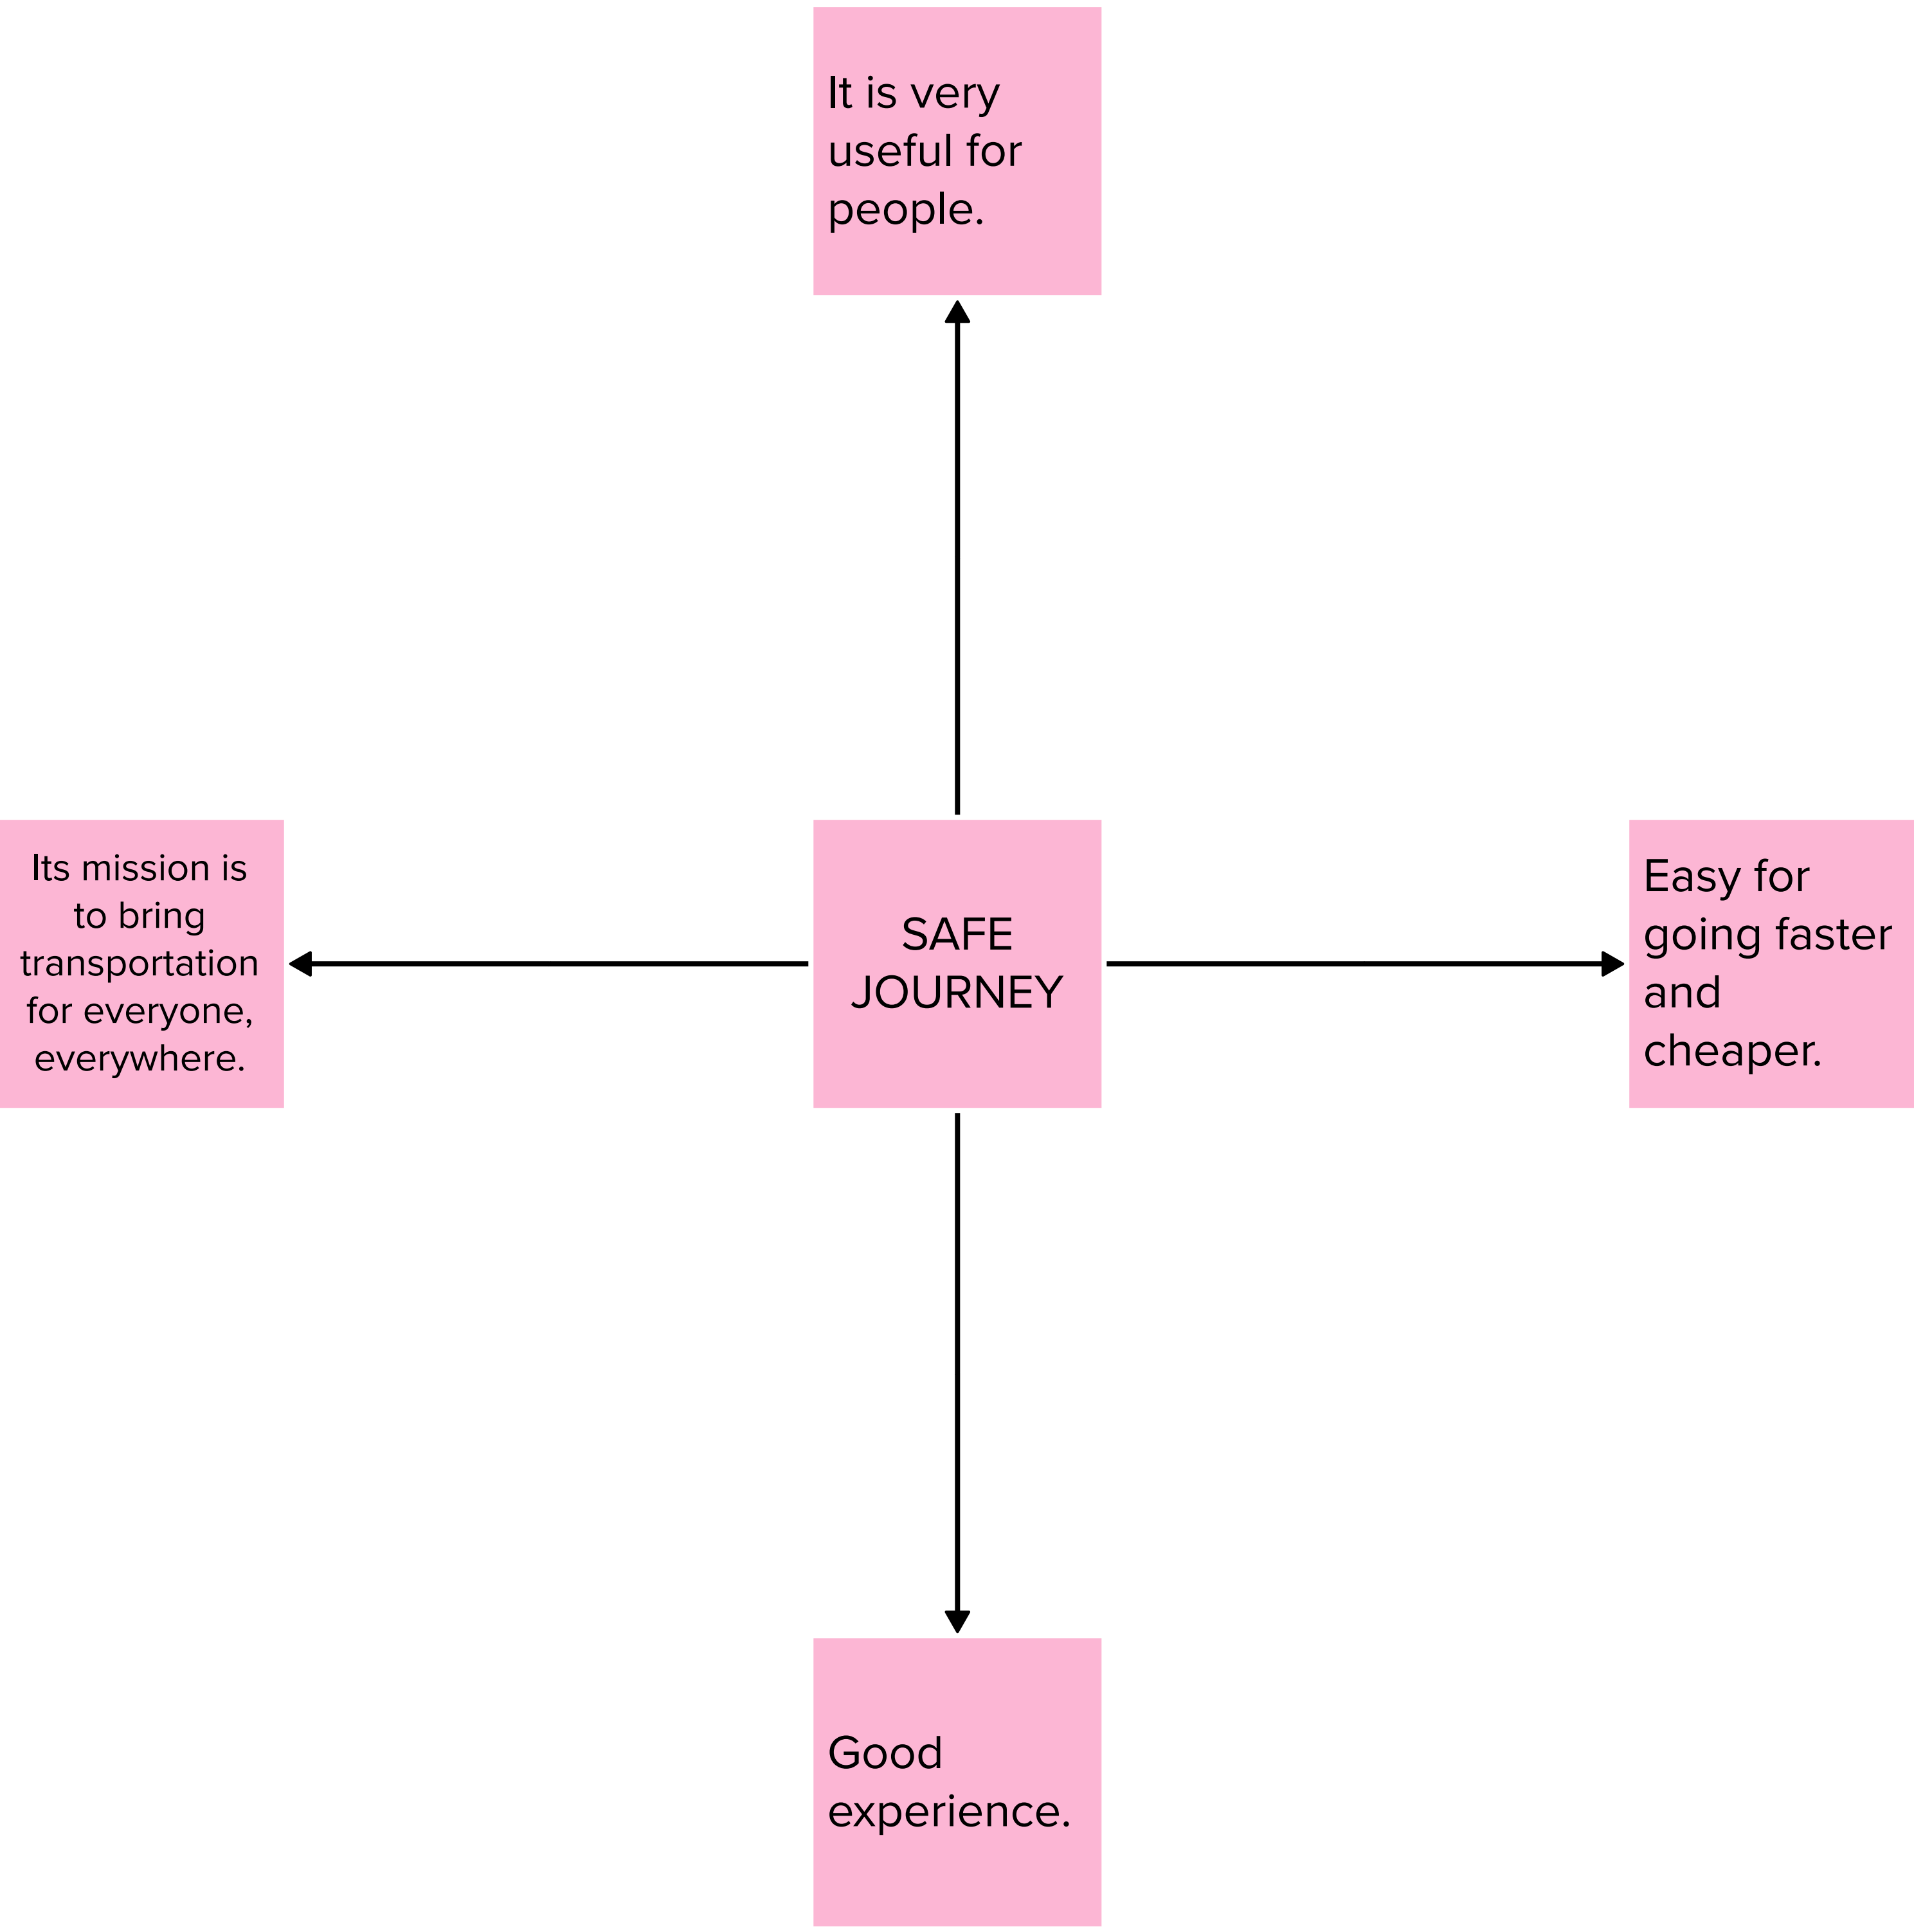 It is very
useful for
people.
Its mission is
to bring
transportation
for everyone,
everywhere.
SAFE
JOURNEY
Easy for
going faster
and
cheaper.
Good
experience.